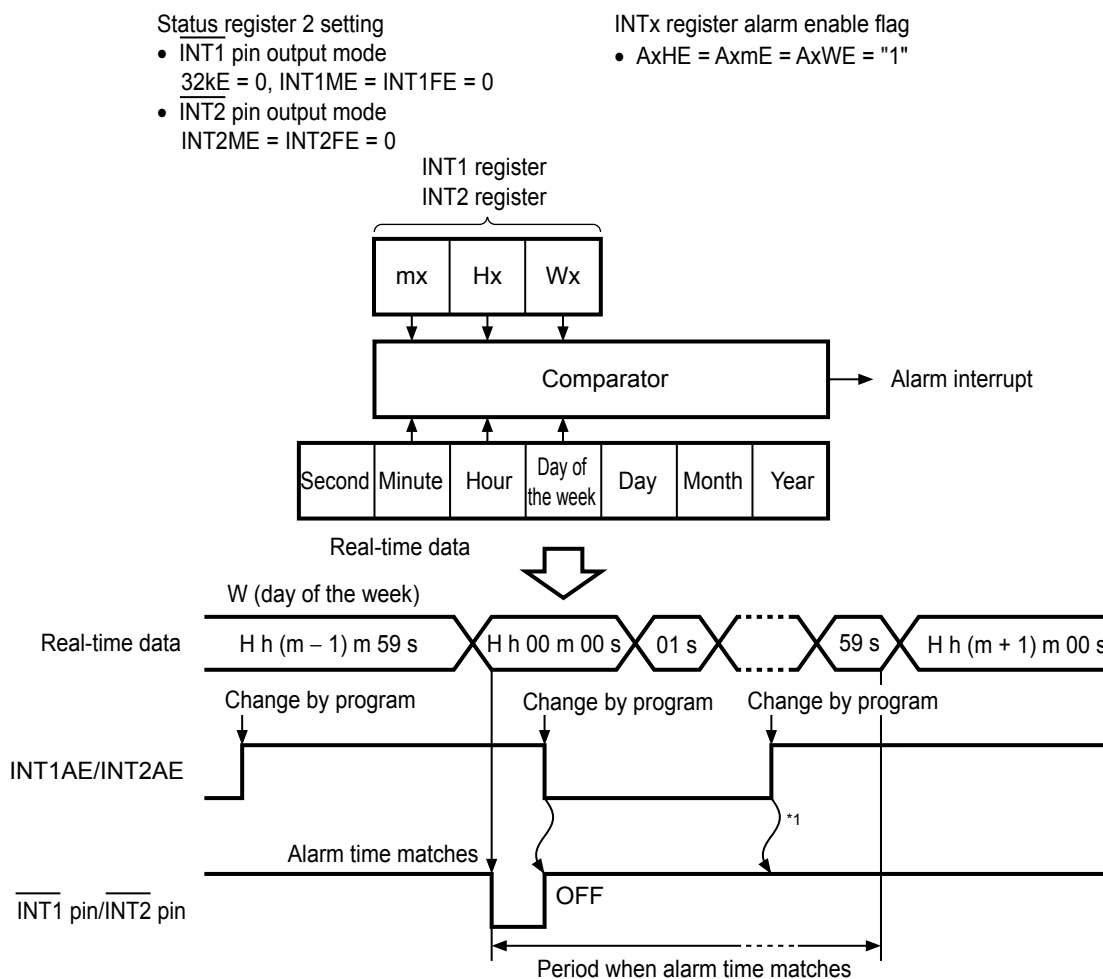 Status register 2 setting
• INT1 pin output mode
32kE = 0, INT1ME = INT1FE = 0
• INT2 pin output mode
INT2ME = INT2FE = 0
INTx register alarm enable flag
• AxHE = AxmE = AxWE = "1"
INT1 register
INT2 register
mx Hx Wx
Comparator
Alarm interrupt
Second Minute Hour Day of the week Day Month Year
Real-time data
W (day of the week)
Real-time data
H h (m − 1) m 59 s H h 00 m 00 s 01 s 59 s H h (m + 1) m 00 s
Change by program Change by program Change by program
INT1AE/INT2AE
*1
Alarm time matches
OFF
INT1 pin/INT2 pin
Period when alarm time matches